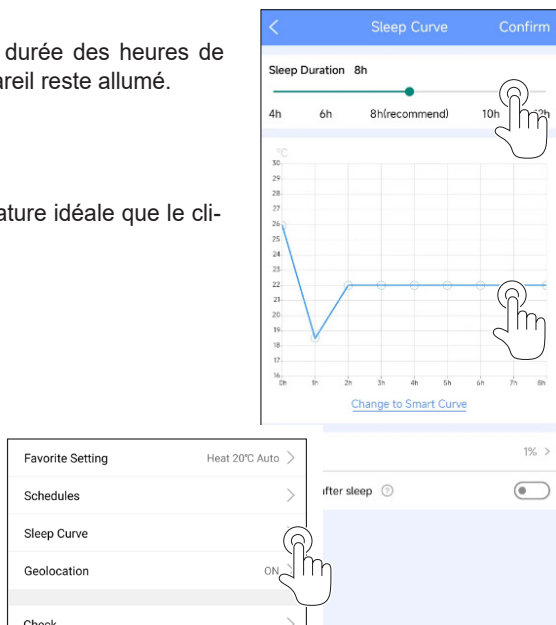 durée des heures de
reste allumé.
idéale que le cli-
Sleep Curve Confirm
Sleep Duration 8h
4h 6h 8h(recommend) 10h
°C
30
29
28
27
26
25
24
23
22
21
20
19
18
17
16
0h 1h 2h 3h 4h 5h 6h 7h 8h
Change to Smart Curve
1%
after sleep
Favorite Setting Heat 20°C Auto
Schedules
Sleep Curve
Geolocation ON
Check